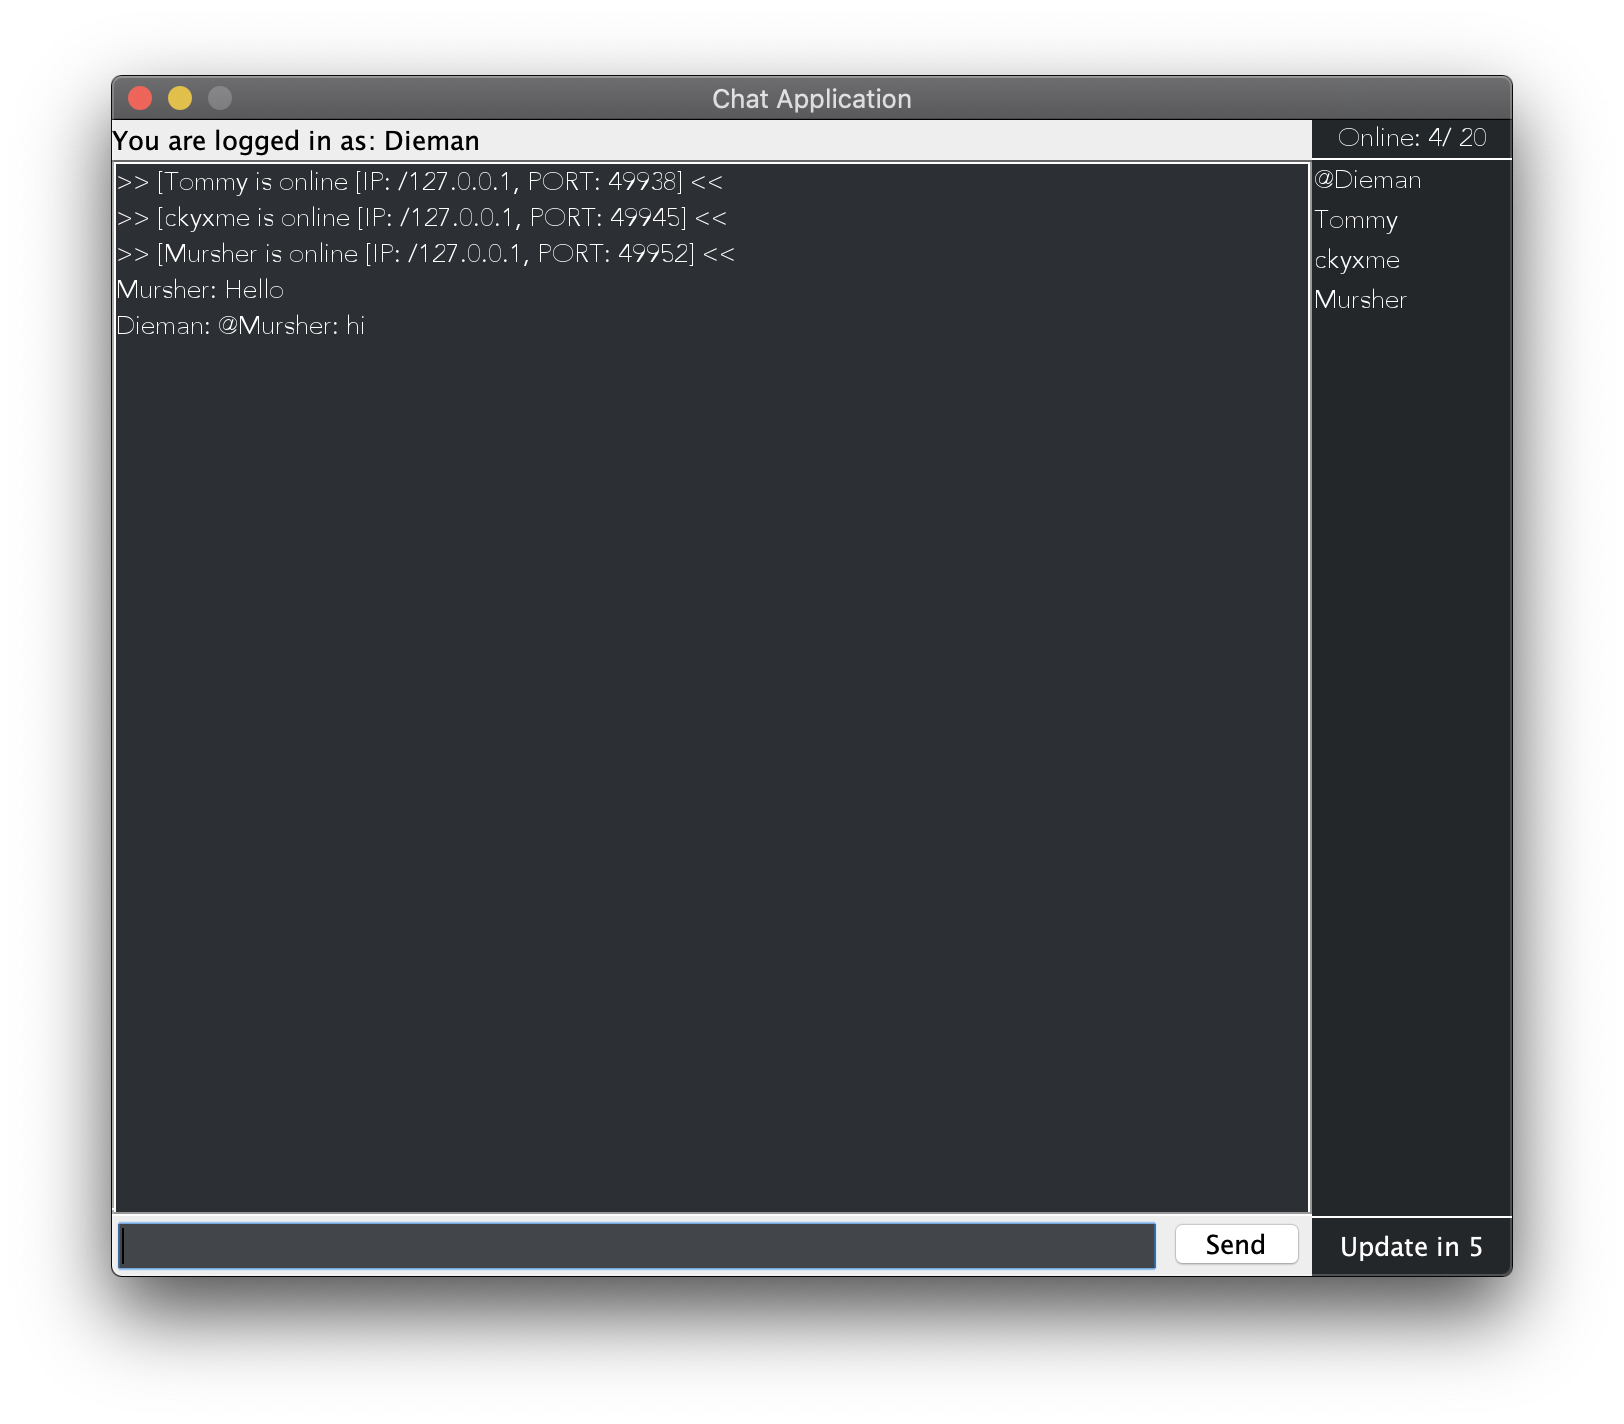 Chat Application
You are logged in as: Dieman
Online: 4/ 20
>> [Tommy is online [IP: /127.0.0.1, PORT: 49938] <<
>> [ckyxme is online [IP: /127.0.0.1, PORT: 49945] <<
>> [Mursher is online [IP: /127.0.0.1, PORT: 49952] <<
Mursher: Hello
Dieman: @Mursher: hi
@Dieman
Tommy
ckyxme
Mursher
Send
Update in 5